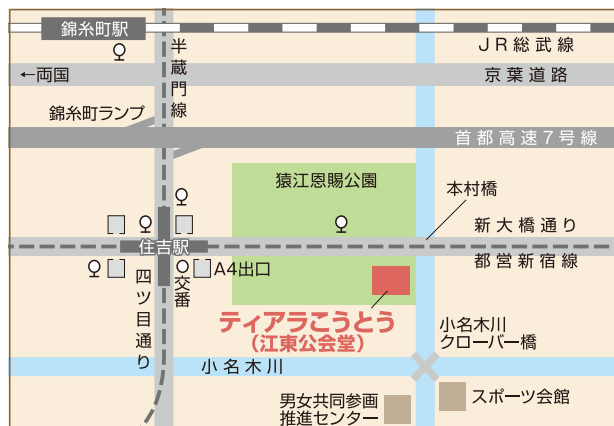 錦糸町駅
JR総武線
半蔵門線
←両国
京葉道路
錦糸町ランプ
首都高速7号線
猿江恩賜公園
本村橋
新大橋通り
住吉駅
都営新宿線
A4出口
交番
四ツ目通り
ティアラこうとう
(江東公会堂)
小名木川
クローバー橋
小名木川
スポーツ会館
男女共同参画
推進センター